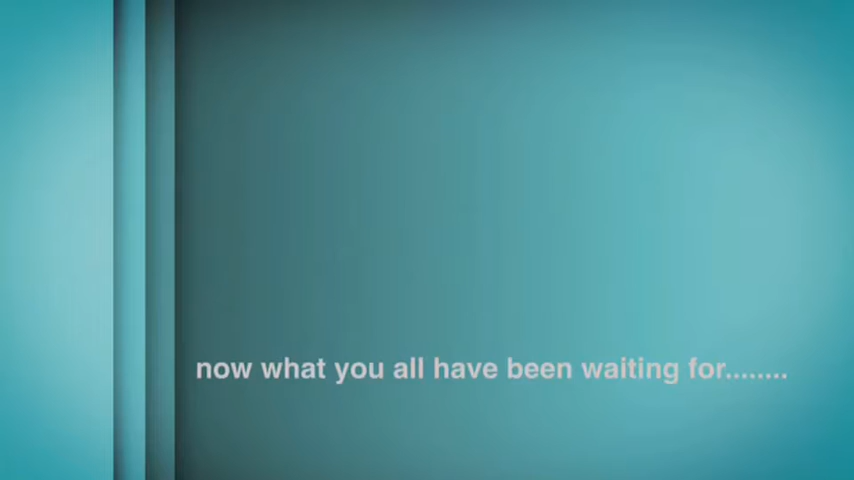 now what you all have been waiting for........